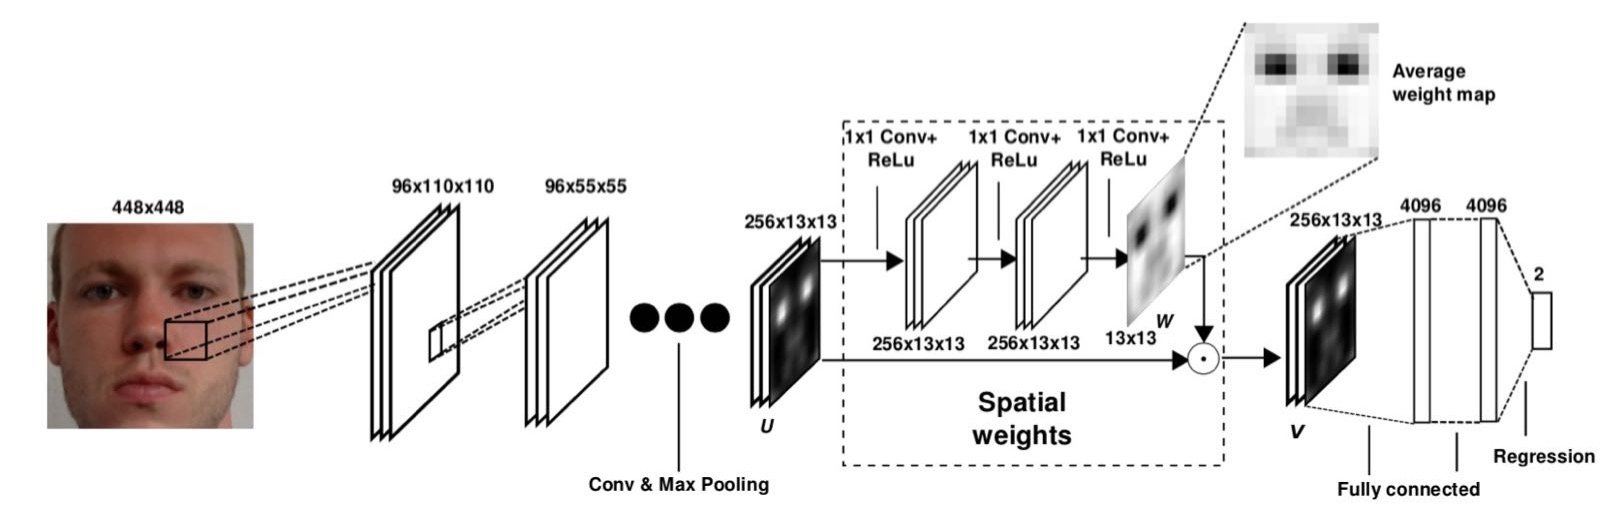 448x448
96x110x110
96x55x55
Conv & Max Pooling
256x13x13
U
1x1 Conv+
ReLu
1x1 Conv+
ReLu
1x1 Conv+
ReLu
256x13x13
256x13x13
13x13
W
Spatial
weights
Average
weight map
256x13x13
V
4096
4096
2
Regression
Fully connected